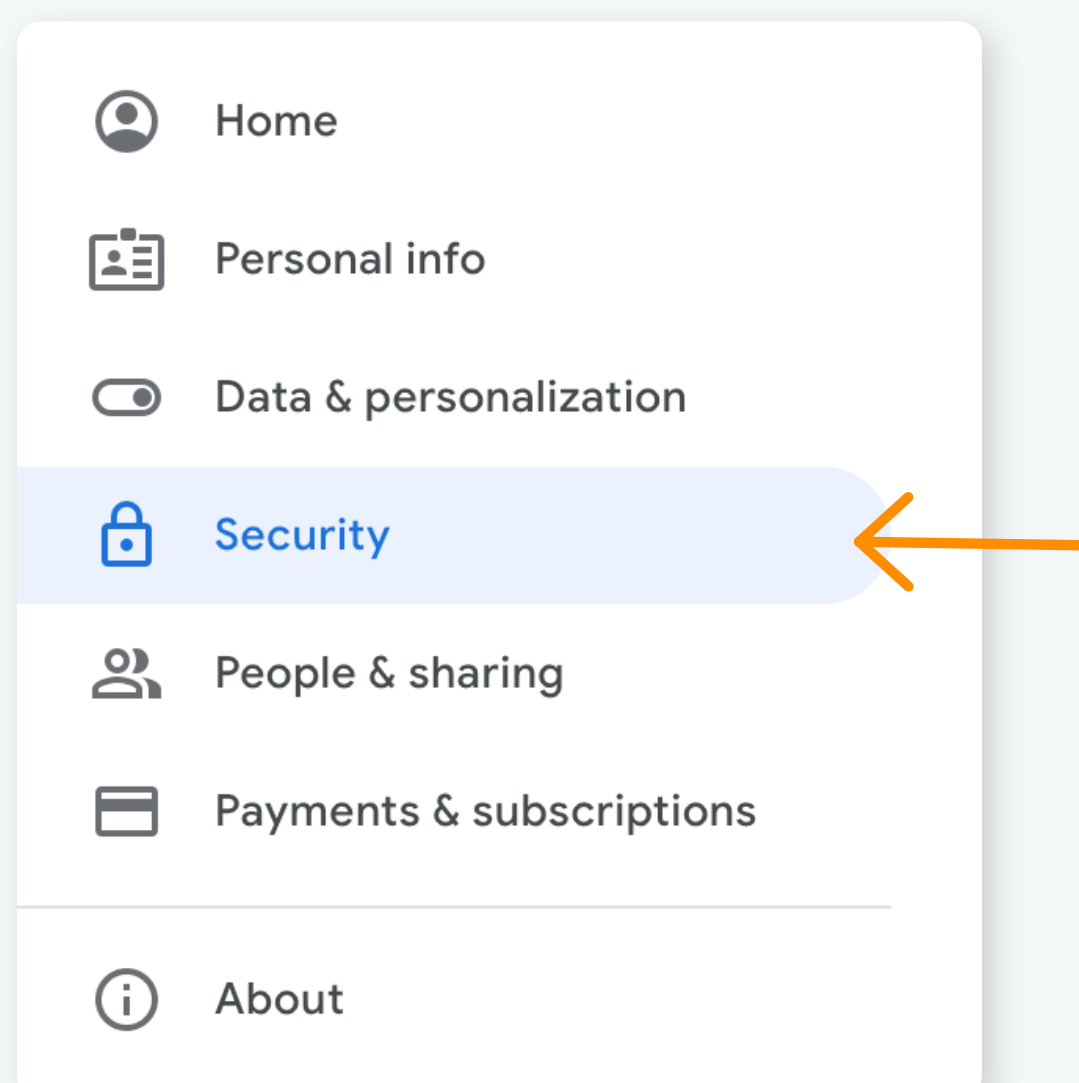 Home
Personal info
Data & personalization
Security
People & sharing
Payments & subscriptions
About